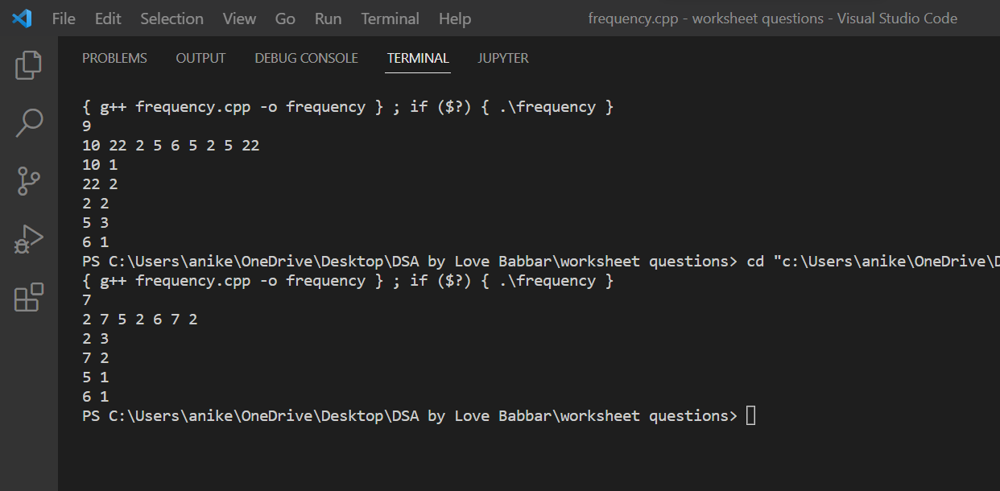 File Edit Selection View Go Run Terminal Help frequency.cpp - worksheet questions - Visual Studio Code
PROBLEMS OUTPUT DEBUG CONSOLE TERMINAL JUPYTER
{ g++ frequency.cpp -o frequency } ; if ($?) { .\frequency }
9
10 22 2 5 6 5 2 5 22
10 1
22 2
2 2
5 3
6 1
PS C:\Users\anike\OneDrive\Desktop\DSA by Love Babbar\worksheet questions> cd "c:\Users\anike\OneDrive\D
{ g++ frequency.cpp -o frequency } ; if ($?) { .\frequency }
7
2 7 5 2 6 7 2
2 3
7 2
5 1
6 1
PS C:\Users\anike\OneDrive\Desktop\DSA by Love Babbar\worksheet questions>